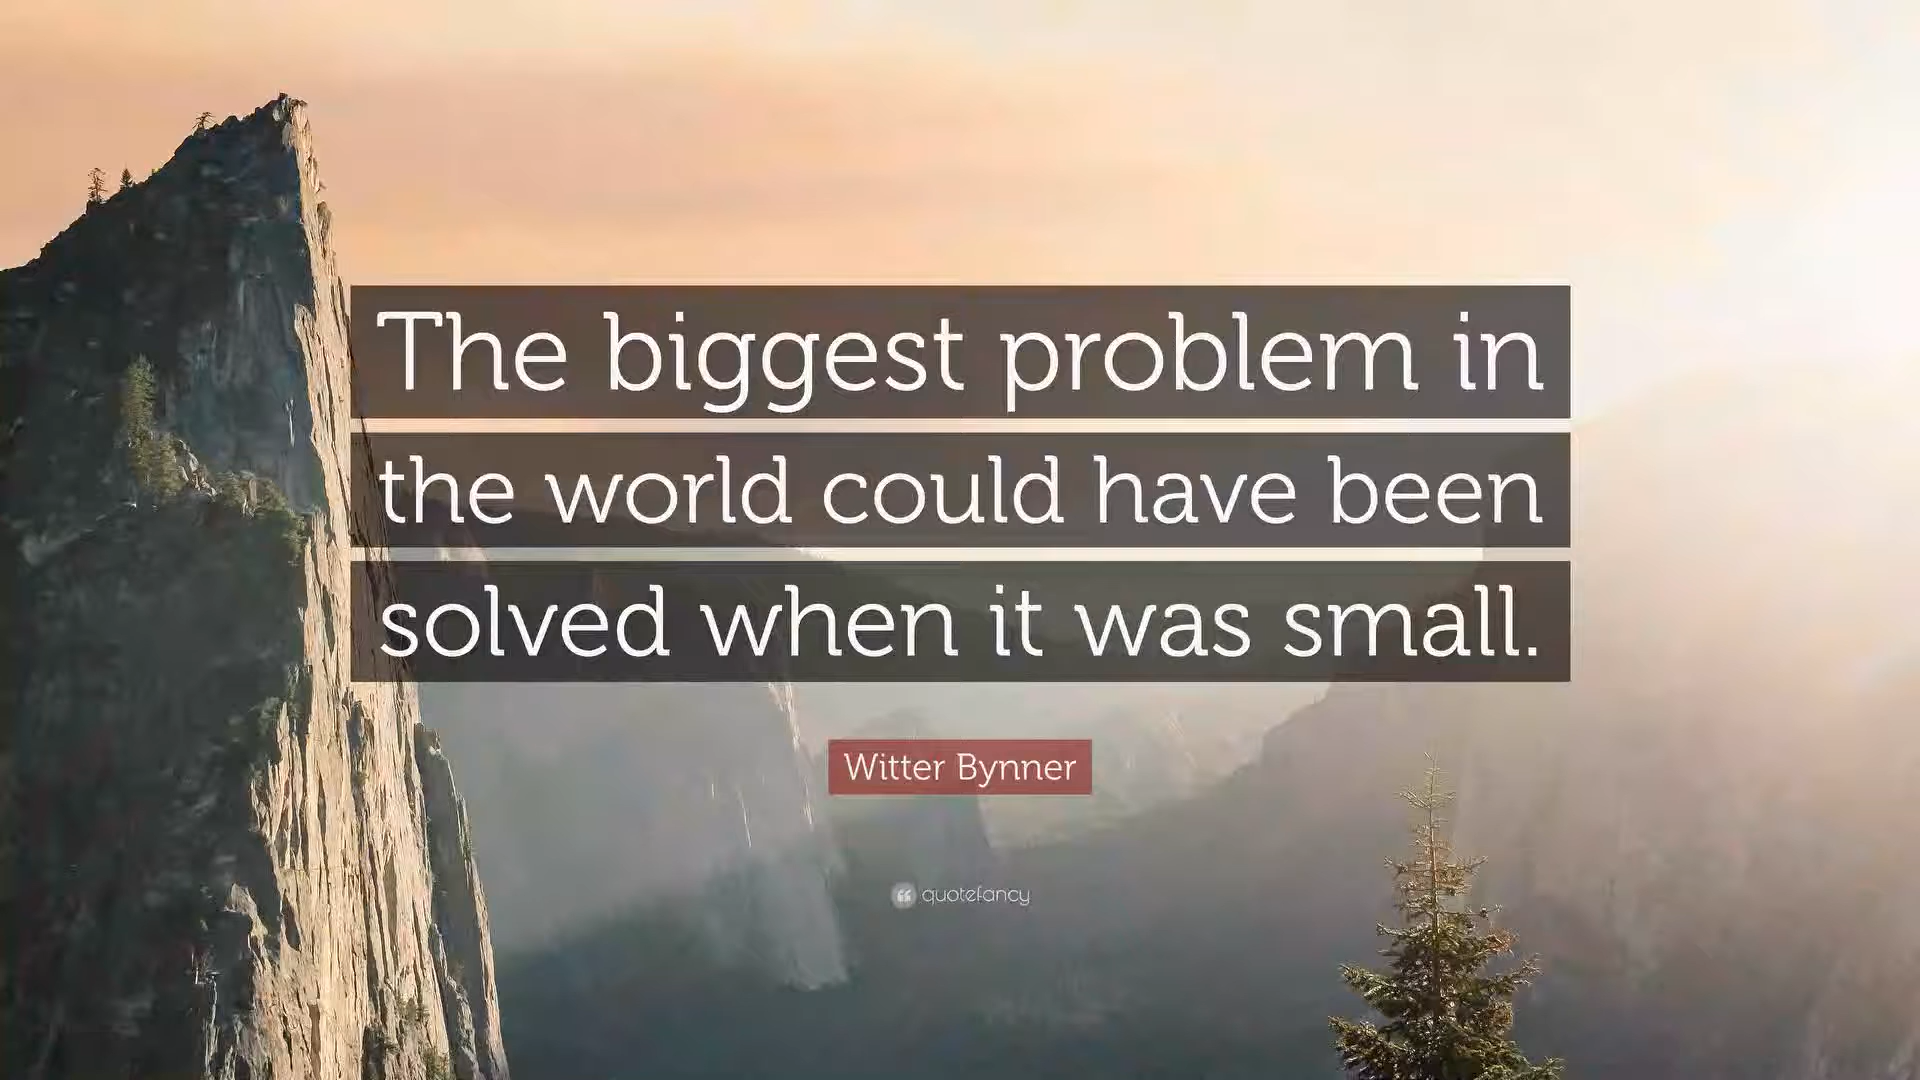 The biggest problem in
the world could have been
solved when it was small.
Witter Bynner
quotefancy